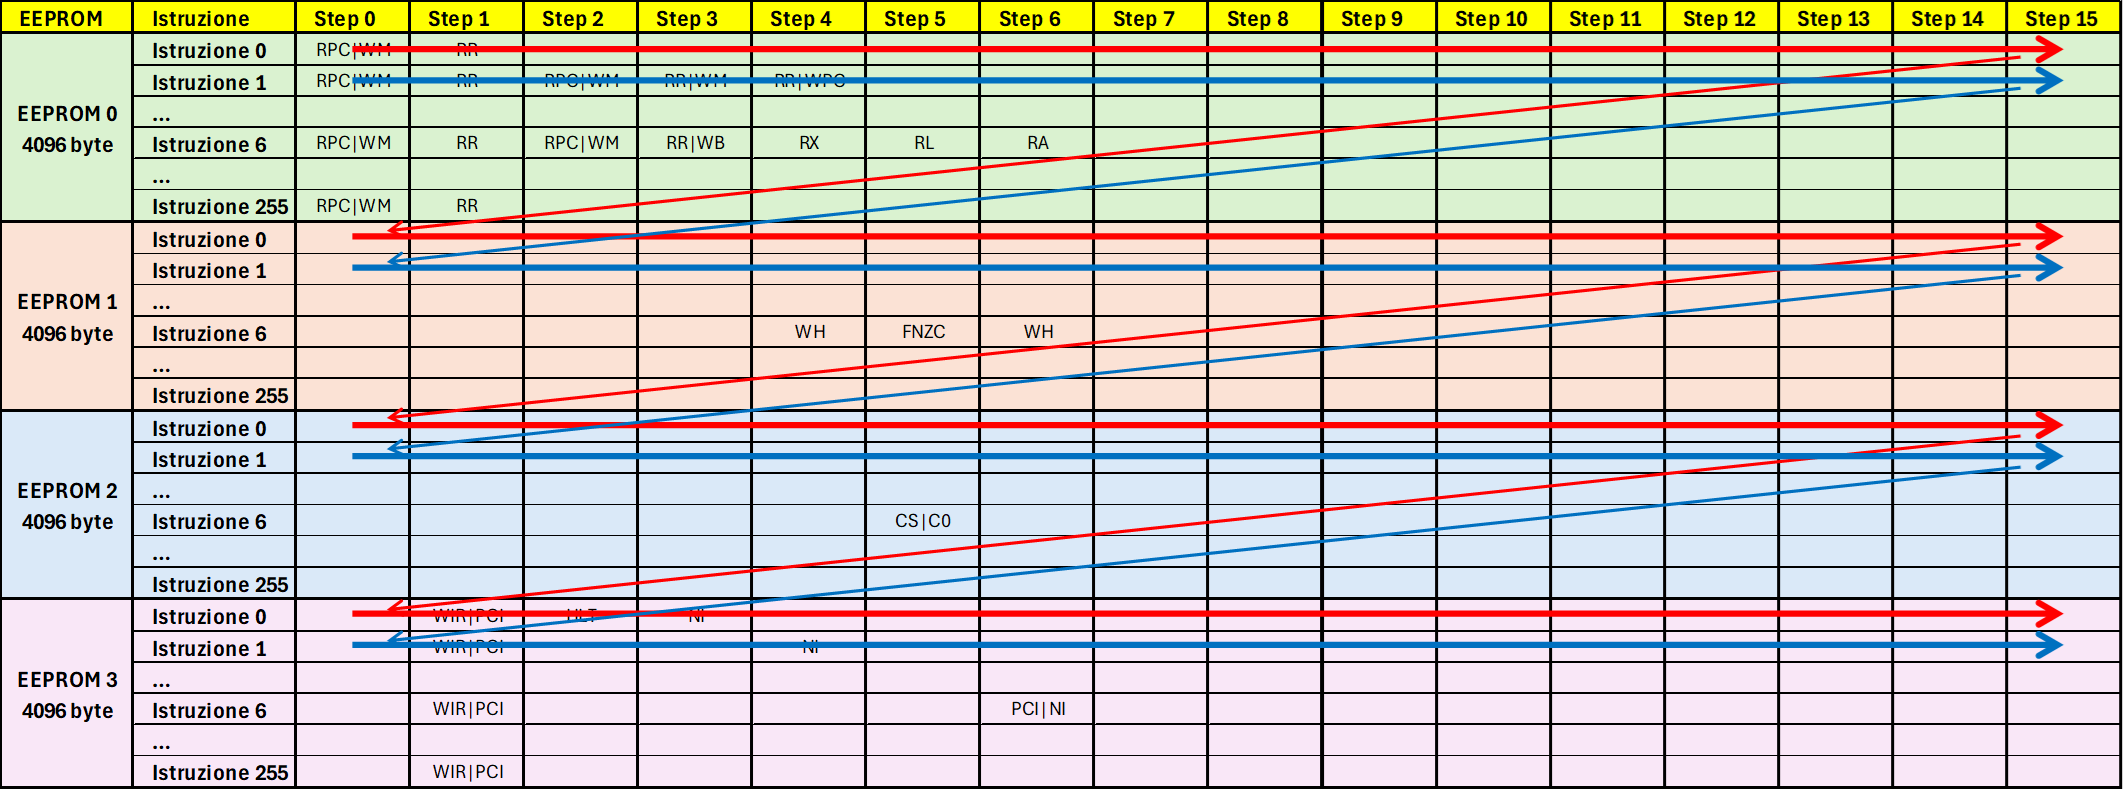 EEPROM Istruzione Step 0 Step 1 Step 2 Step 3 Step 4 Step 5 Step 6 Step 7 Step 8 Step 9 Step 10 Step 11 Step 12 Step 13 Step 14 Step 15
EEPROM 0
4096 byte
Istruzione 0 RPC|WM RR
Istruzione 1 RPC|WM RR RPC|WM RR|WM RR|WPC
...
Istruzione 6 RPC|WM RR RPC|WM RR|WB RX RL RA
...
Istruzione 255 RPC|WM RR
EEPROM 1
4096 byte
Istruzione 0
Istruzione 1
...
Istruzione 6 WH FNZC WH
...
Istruzione 255
EEPROM 2
4096 byte
Istruzione 0
Istruzione 1
...
Istruzione 6 CS|C0
...
Istruzione 255
EEPROM 3
4096 byte
Istruzione 0 WIR|PCI HLT NI
Istruzione 1 WIR|PCI NI
...
Istruzione 6 WIR|PCI PCI|NI
...
Istruzione 255 WIR|PCI